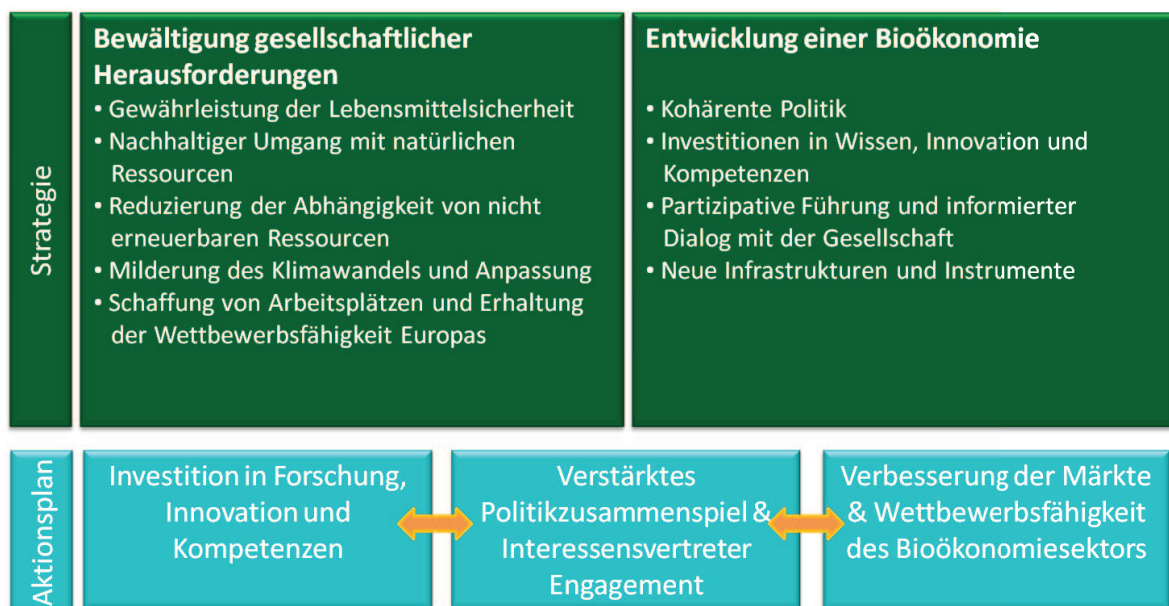 Strategie
Bewältigung gesellschaftlicher
Herausforderungen
• Gewährleistung der Lebensmittelsicherheit
• Nachhaltiger Umgang mit natürlichen
Ressourcen
• Reduzierung der Abhängigkeit von nicht
erneuerbaren Ressourcen
• Milderung des Klimawandels und Anpassung
• Schaffung von Arbeitsplätzen und Erhaltung
der Wettbewerbsfähigkeit Europas
Entwicklung einer Bioökonomie
• Kohärente Politik
• Investitionen in Wissen, Innovation und
Kompetenzen
• Partizipative Führung und informierter
Dialog mit der Gesellschaft
• Neue Infrastrukturen und Instrumente
Aktionsplan
Investition in Forschung,
Innovation und
Kompetenzen
Verstärktes
Politikzusammenspiel &
Interessensvertreter
Engagement
Verbesserung der Märkte
& Wettbewerbsfähigkeit
des Bioökonomiesektors